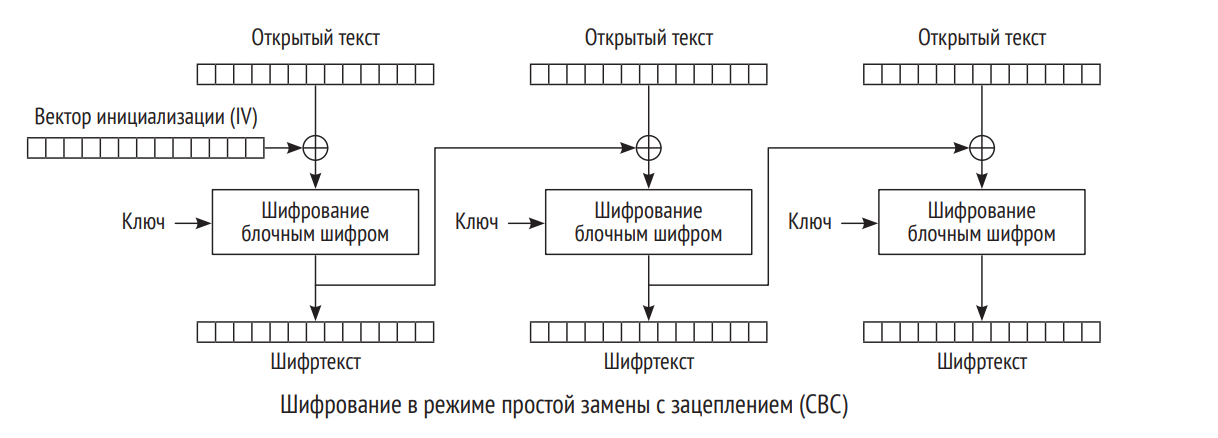 Открытый текст
Открытый текст
Открытый текст
Вектор инициализации (IV)
Ключ
Шифрование
блочным шифром
Ключ
Шифрование
блочным шифром
Ключ
Шифрование
блочным шифром
Шифртекст
Шифртекст
Шифртекст
Шифрование в режиме простой замены с зацеплением (CBC)